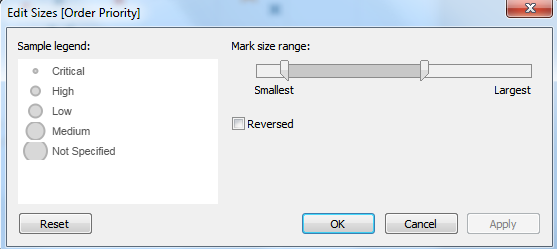 Edit Sizes [Order Priority]
Sample legend:
Critical
High
Low
Medium
Not Specified
Mark size range:
Smallest Largest
Reversed
Reset OK Cancel Apply